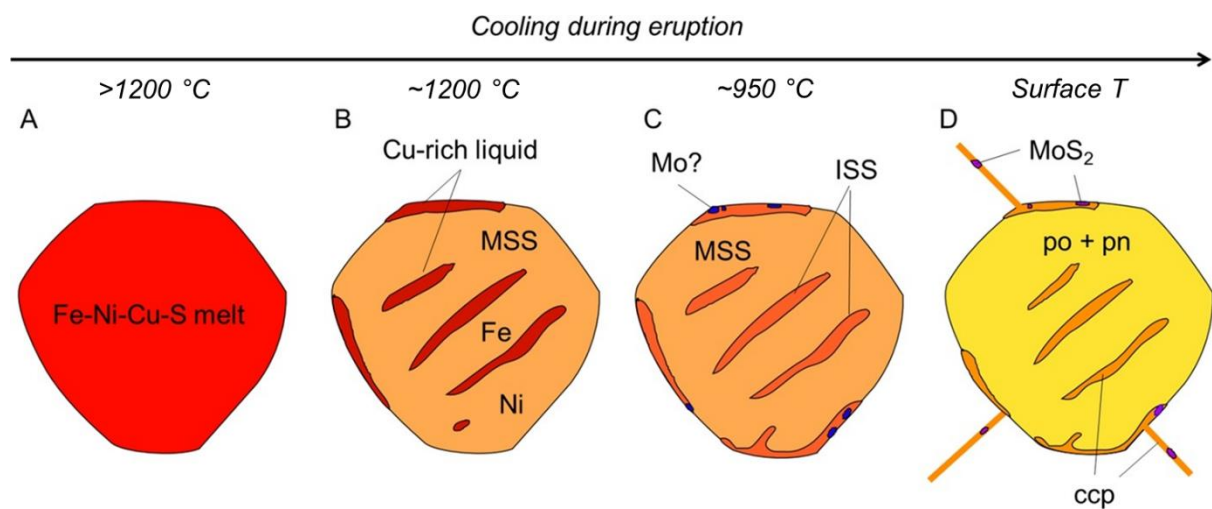 Cooling during eruption
>1200 °C
~1200 °C
~950 °C
Surface T
A
B
C
D
Cu-rich liquid
Mo?
ISS
MoS₂
MSS
MSS
po + pn
Fe-Ni-Cu-S melt
Fe
Ni
ccp